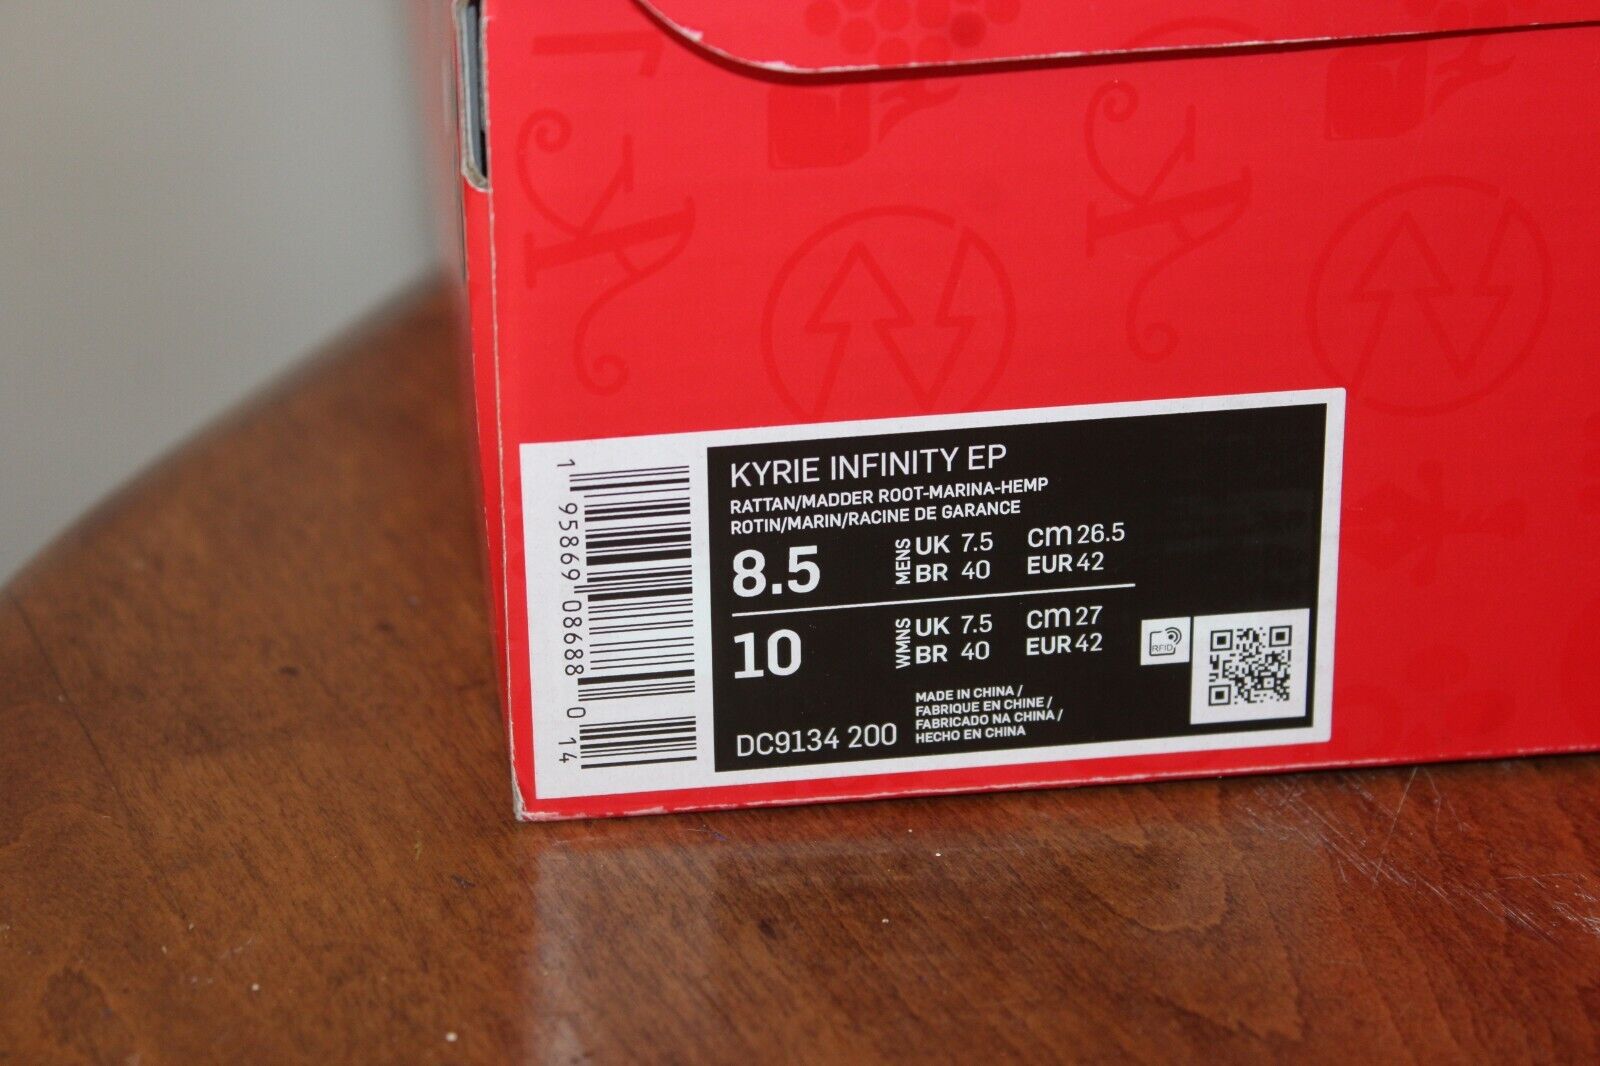 KYRIE INFINITY EP
RATTAN/MADDER ROOT-MARINA-HEMP
ROTIN/MARIN/RACINE DE GARANCE
8.5 MENS UK 7.5 cm 26.5
BR 40 EUR 42
10 WMNS UK 7.5 cm 27
BR 40 EUR 42
DC9134 200
MADE IN CHINA /
FABRIQUE EN CHINE /
FABRICADO NA CHINA /
HECHO EN CHINA
RFID
1 95869 08688 0 14